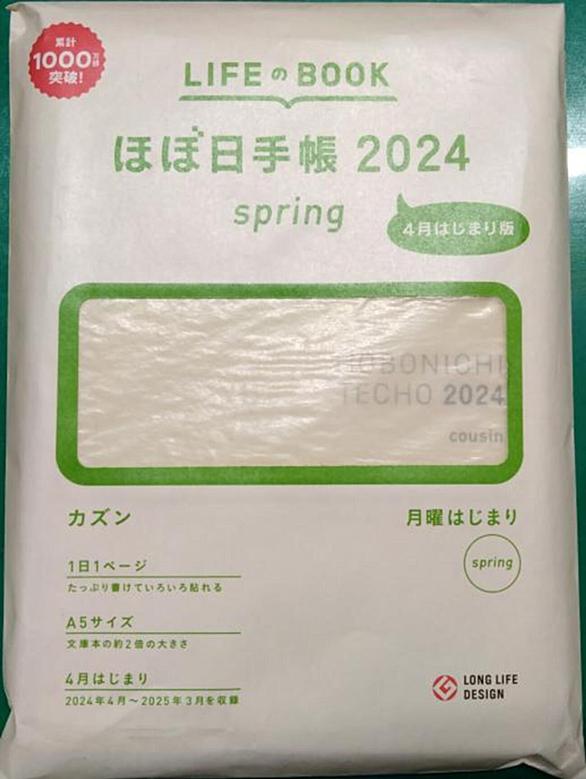 累計
1000万部
突破!
LIFEのBOOK
ほぼ日手帳 2024
spring
4月はじまり版
HOBONICHI
TECHO 2024
cousin
カズン
月曜はじまり
spring
1日1ページ
たっぷり書けていろいろ貼れる
A5サイズ
文庫本の約2倍の大きさ
4月はじまり
2024年4月〜2025年3月を収録
LONG LIFE
DESIGN